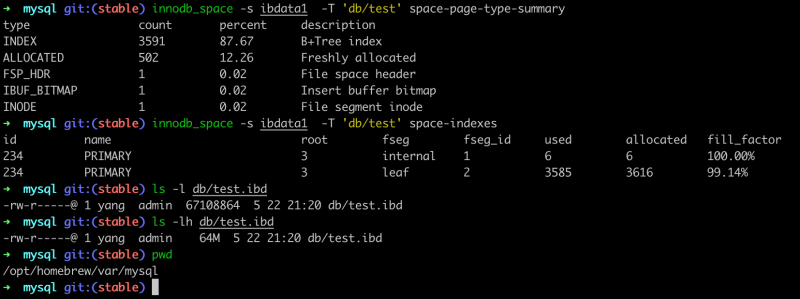 ➜  mysql git:(stable) innodb_space -s ibdata1  -T 'db/test' space-page-type-summary
type                count       percent     description
INDEX               3591        87.67       B+Tree index
ALLOCATED           502         12.26       Freshly allocated
FSP_HDR             1           0.02        File space header
IBUF_BITMAP         1           0.02        Insert buffer bitmap
INODE               1           0.02        File segment inode
➜  mysql git:(stable) innodb_space -s ibdata1  -T 'db/test' space-indexes
id          name                            root        fseg        fseg_id     used        allocated   fill_factor
234         PRIMARY                         3           internal    1           6           6           100.00%
234         PRIMARY                         3           leaf        2           3585        3616        99.14%
➜  mysql git:(stable) ls -l db/test.ibd
-rw-r-----@ 1 yang  admin  67108864  5 22 21:20 db/test.ibd
➜  mysql git:(stable) ls -lh db/test.ibd
-rw-r-----@ 1 yang  admin    64M  5 22 21:20 db/test.ibd
➜  mysql git:(stable) pwd
/opt/homebrew/var/mysql
➜  mysql git:(stable)